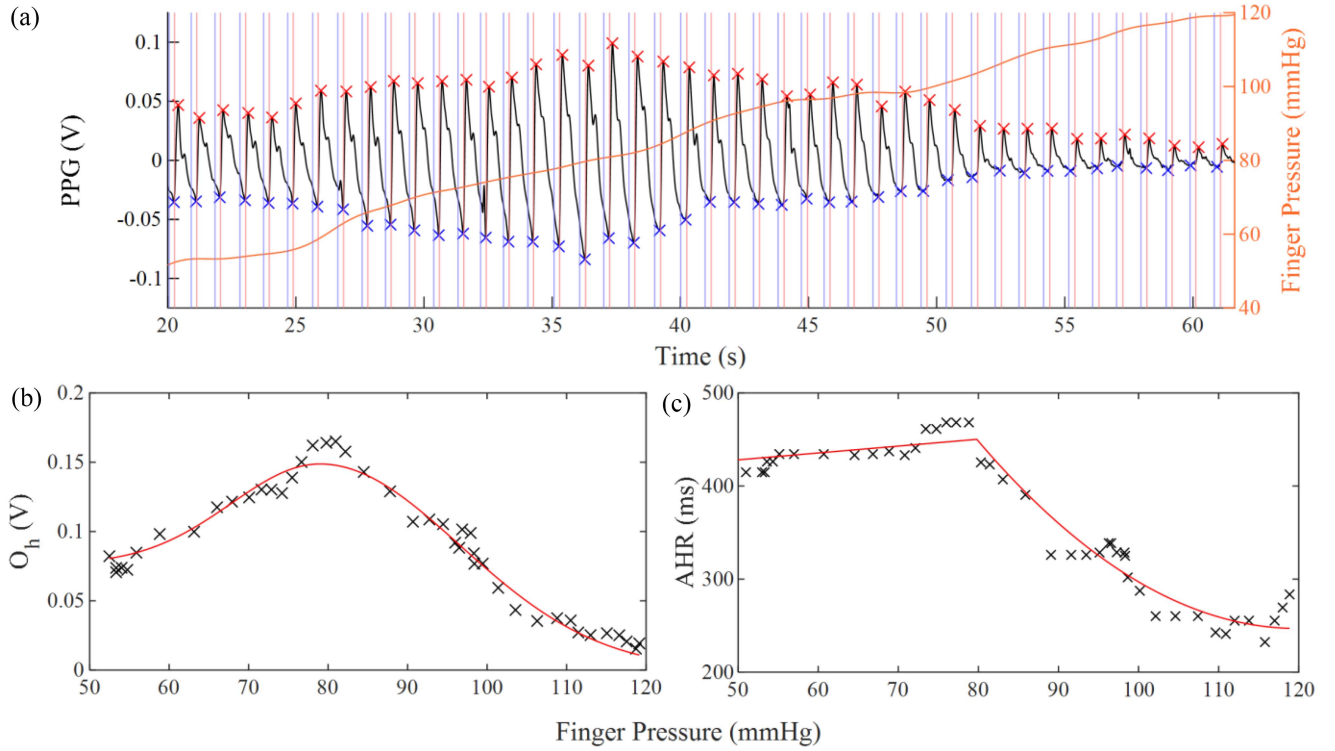 (a)
PPG (V)
0.1
0.05
0
-0.05
-0.1
20 25 30 35 40 45 50 55 60
Time (s)
120
100
80
60
40
Finger Pressure (mmHg)
(b)
O_h (V)
0.2
0.15
0.1
0.05
0
50 60 70 80 90 100 110 120
(c)
AHR (ms)
500
400
300
200
50 60 70 80 90 100 110 120
Finger Pressure (mmHg)